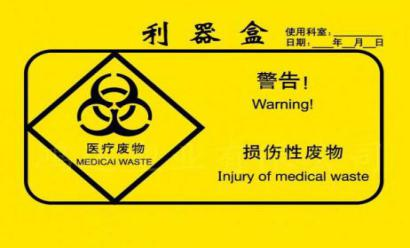 利器盒
使用科室:
日期: 年 月 日
医疗废物
MEDICAI WASTE
警告!
Warning!
损伤性废物
Injury of medical waste